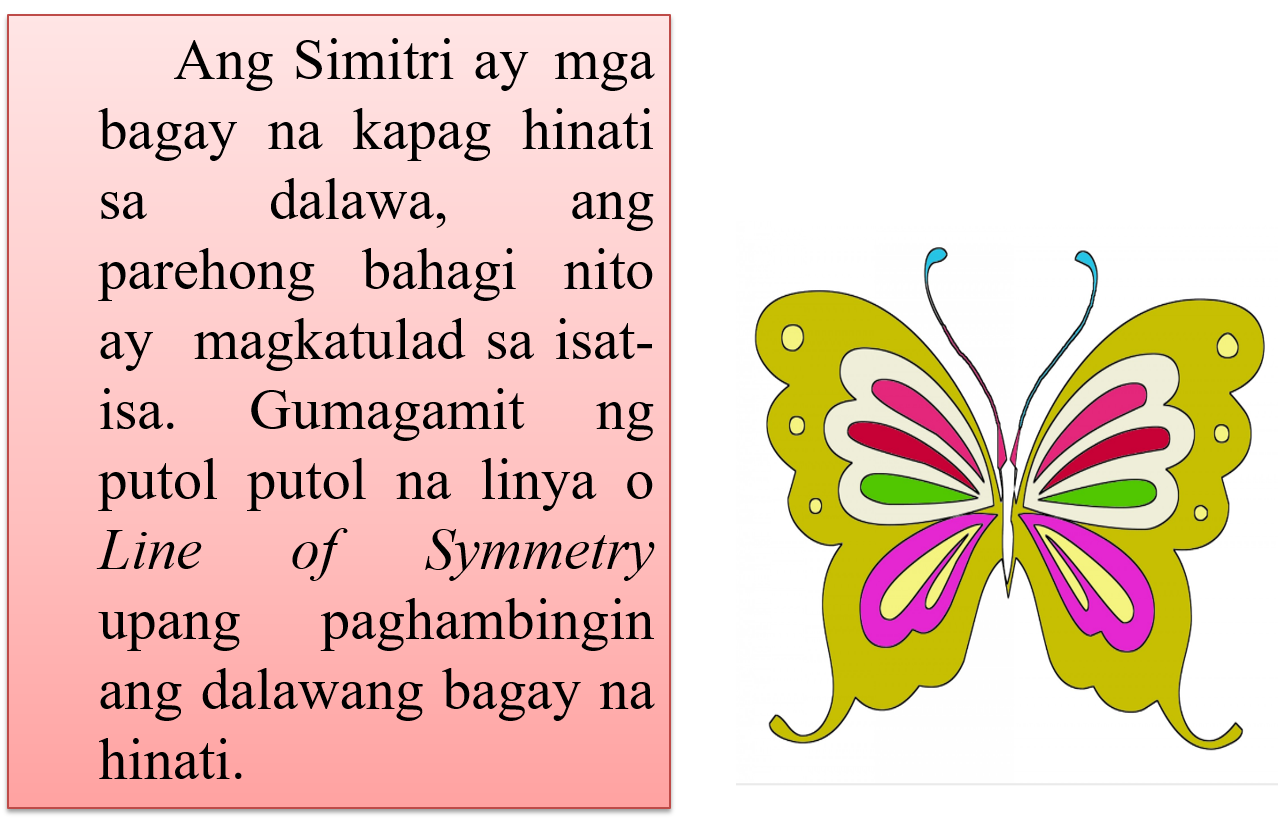 Ang Simitri ay mga
bagay na kapag hinati
sa dalawa, ang
parehong bahagi nito
ay magkatulad sa isat-
isa. Gumagamit ng
putol putol na linya o
Line of Symmetry
upang paghambingin
ang dalawang bagay na
hinati.